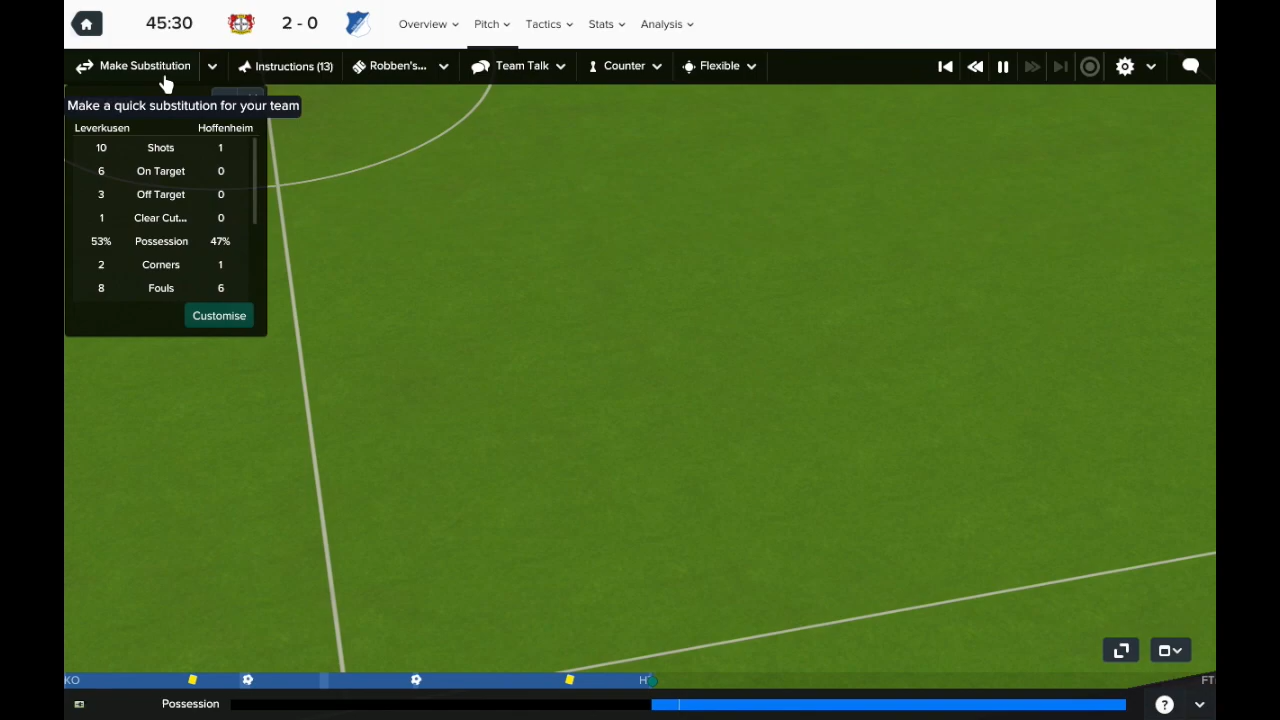 45:30 2 - 0 Overview Pitch Tactics Stats Analysis
Make Substitution Instructions (13) Robben's... Team Talk Counter Flexible
Make a quick substitution for your team
Leverkusen Hoffenheim
10 Shots 1
6 On Target 0
3 Off Target 0
1 Clear Cut... 0
53% Possession 47%
2 Corners 1
8 Fouls 6
Customise
KO HT FT
Possession ?